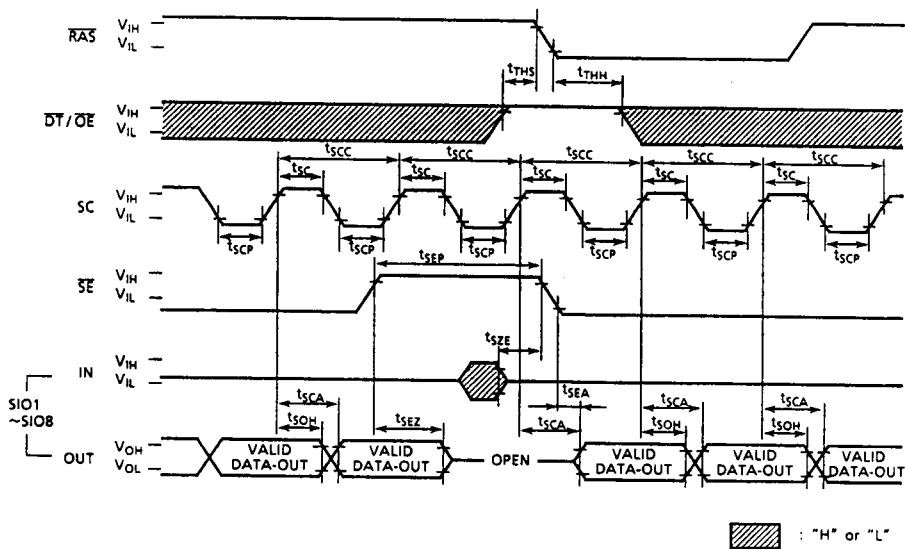 RAS
VIH
VIL
tTHS tTHH
DT/OE
VIH
VIL
tSCC tSCC tSCC tSCC tSCC
tSC tSC tSC tSC tSC
SC
VIH
VIL
tSCP tSCP tSCP tSCP tSCP tSCP
tSEP
SE
VIH
VIL
tSZE
IN
VIH
VIL
SIO1
~SIO8
tSCA tSEA tSCA tSCA
tSOH tSEZ tSCA tSOH tSOH
OUT
VOH
VOL
VALID
DATA-OUT
VALID
DATA-OUT
OPEN
VALID
DATA-OUT
VALID
DATA-OUT
VALID
DATA-OUT
: "H" or "L"